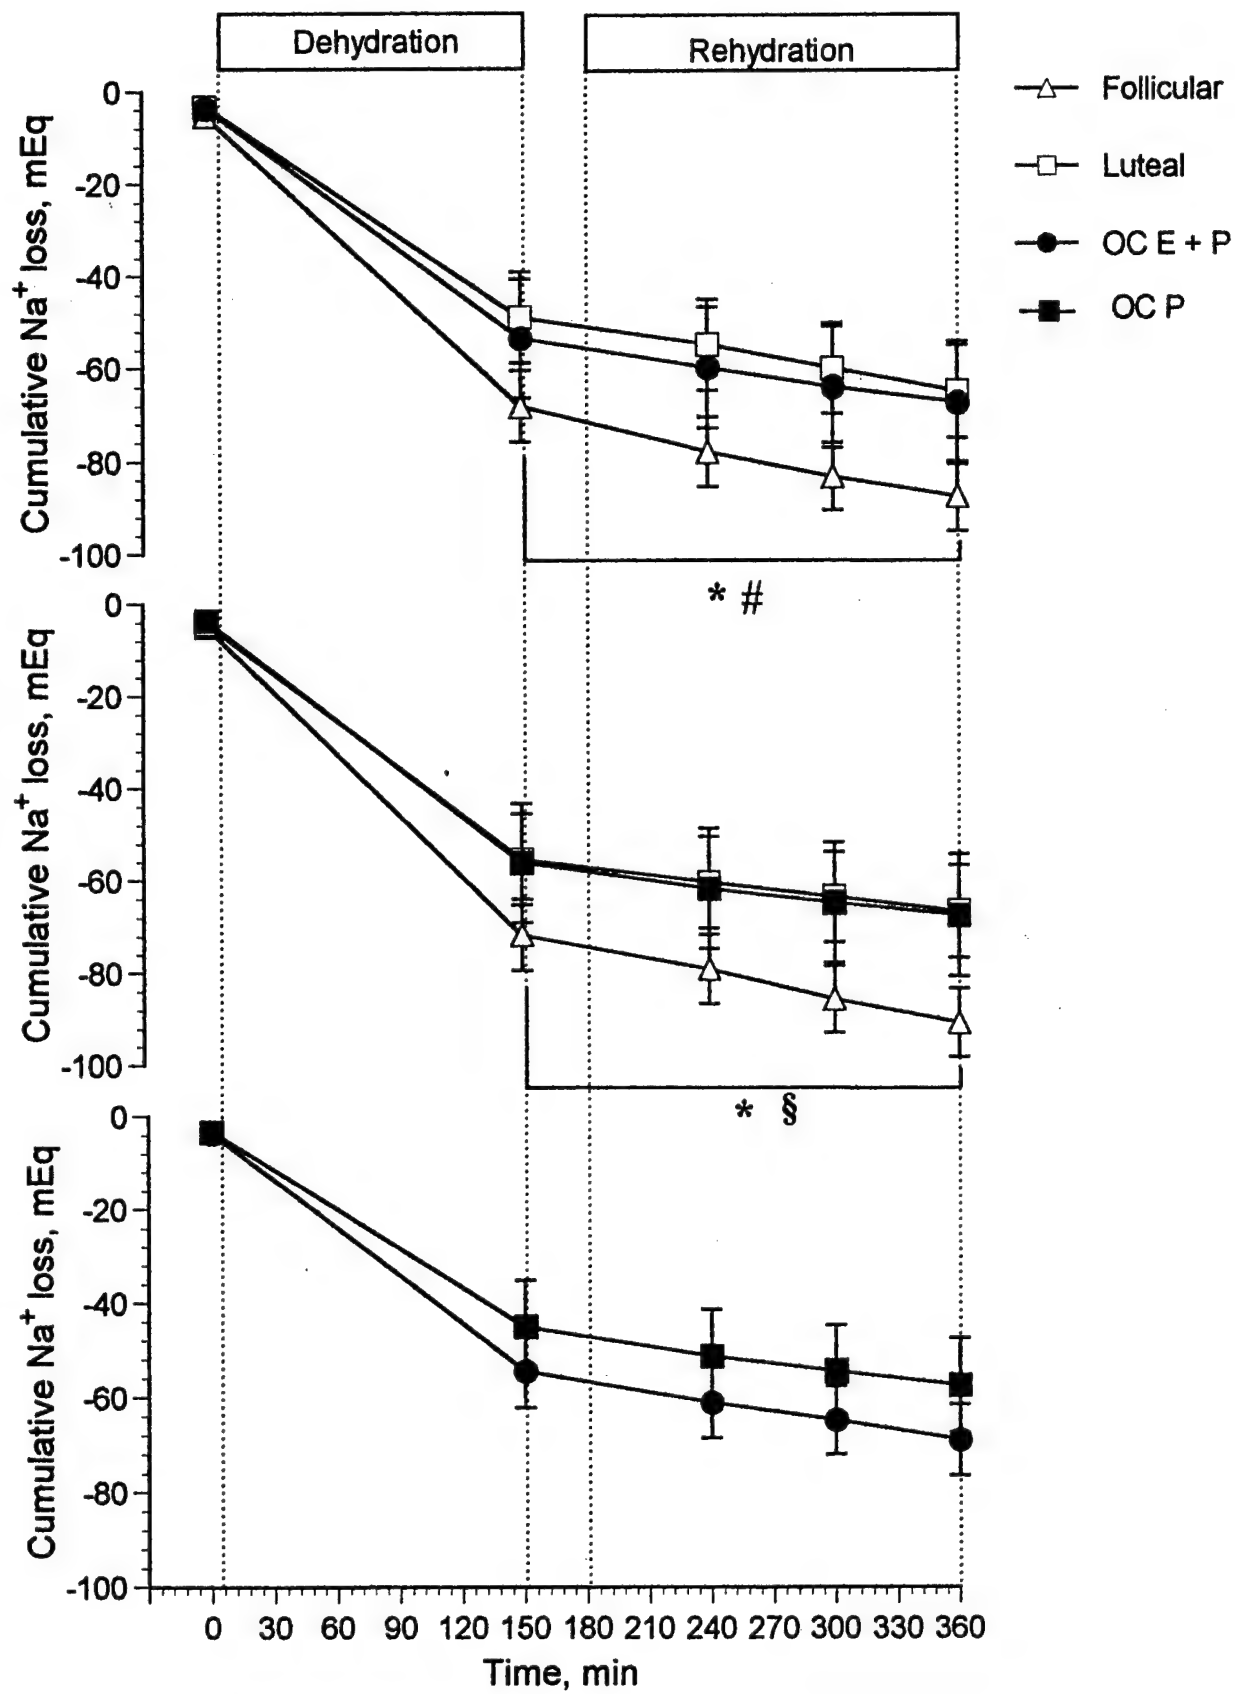 Dehydration
Rehydration
Follicular
Luteal
OC E + P
OC P
Cumulative Na+ loss, mEq
0
-20
-40
-60
-80
-100
* #
Cumulative Na+ loss, mEq
0
-20
-40
-60
-80
-100
* §
Cumulative Na+ loss, mEq
0
-20
-40
-60
-80
-100
0 30 60 90 120 150 180 210 240 270 300 330 360
Time, min